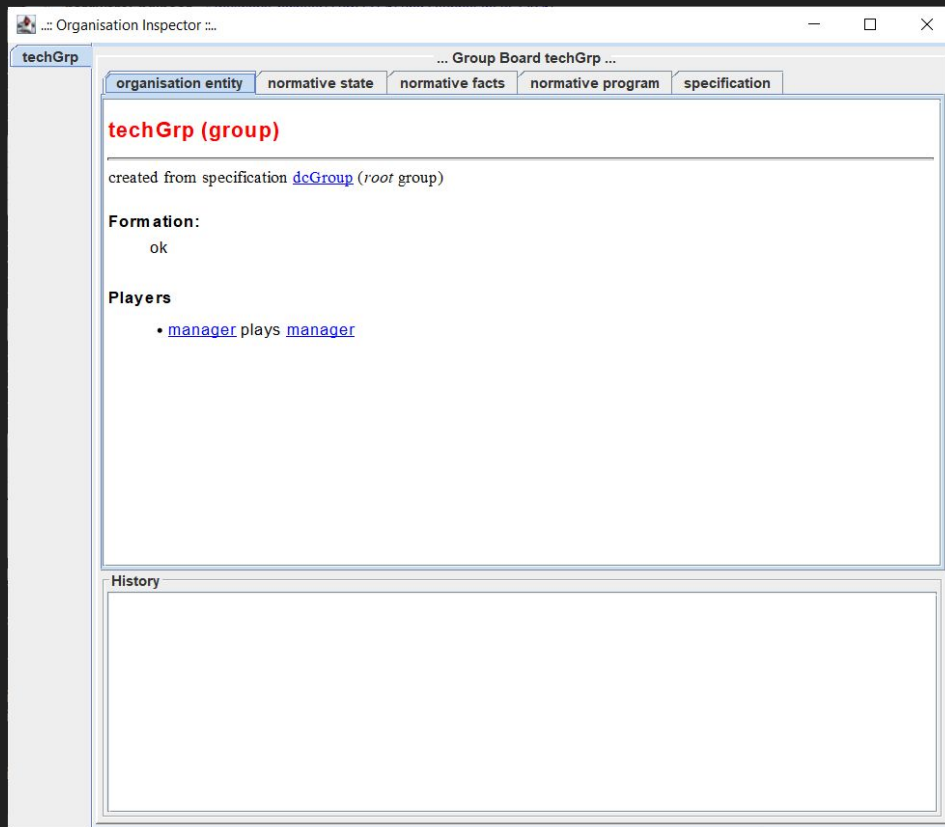 ..:: Organisation Inspector ::..
techGrp
... Group Board techGrp ...
organisation entity normative state normative facts normative program specification
techGrp (group)
created from specification dcGroup (root group)
Formation:
ok
Players
• manager plays manager
History